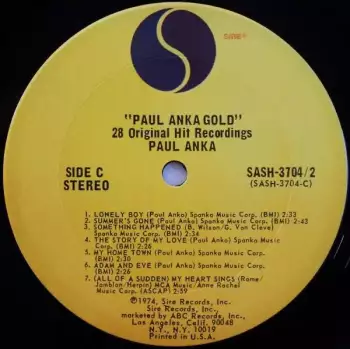 "PAUL ANKA GOLD"
28 Original Hit Recordings
PAUL ANKA
SIDE C
STEREO
SASH-3704/2
(SASH-3704-C)
1. LONELY BOY (Paul Anka) Spanka Music Corp. (BMI) 2:33
2. SUMMER'S GONE (Paul Anka) Spanka Music Corp. (BMI) 2:42
3. SOMETHING HAPPENED (B. Wilson/G. Van Cleve) Spanka
Music Corp. (BMI) 2:36
4. THE STORY OF MY LOVE (Paul Anka) Spanka Music
Corp. (BMI) 2:26
5. MY HOME TOWN (Paul Anka) Spanka Music Corp.
(BMI) 2:30
6. ADAM AND EVE (Paul Anka) Spanka Music Corp. (BMI)
2:26
7. (ALL OF A SUDDEN) MY HEART SINGS (Rome/
Jamblan/Herpin) MCA Music/Anne Rachel
Music Corp. (ASCAP) 2:59
℗1974, Sire Records, Inc.
Sire Records, Inc.
marketed by ABC Records, Inc.
Los Angeles, Calif. 90048
N.Y., N.Y. 10019
Printed in U.S.A.